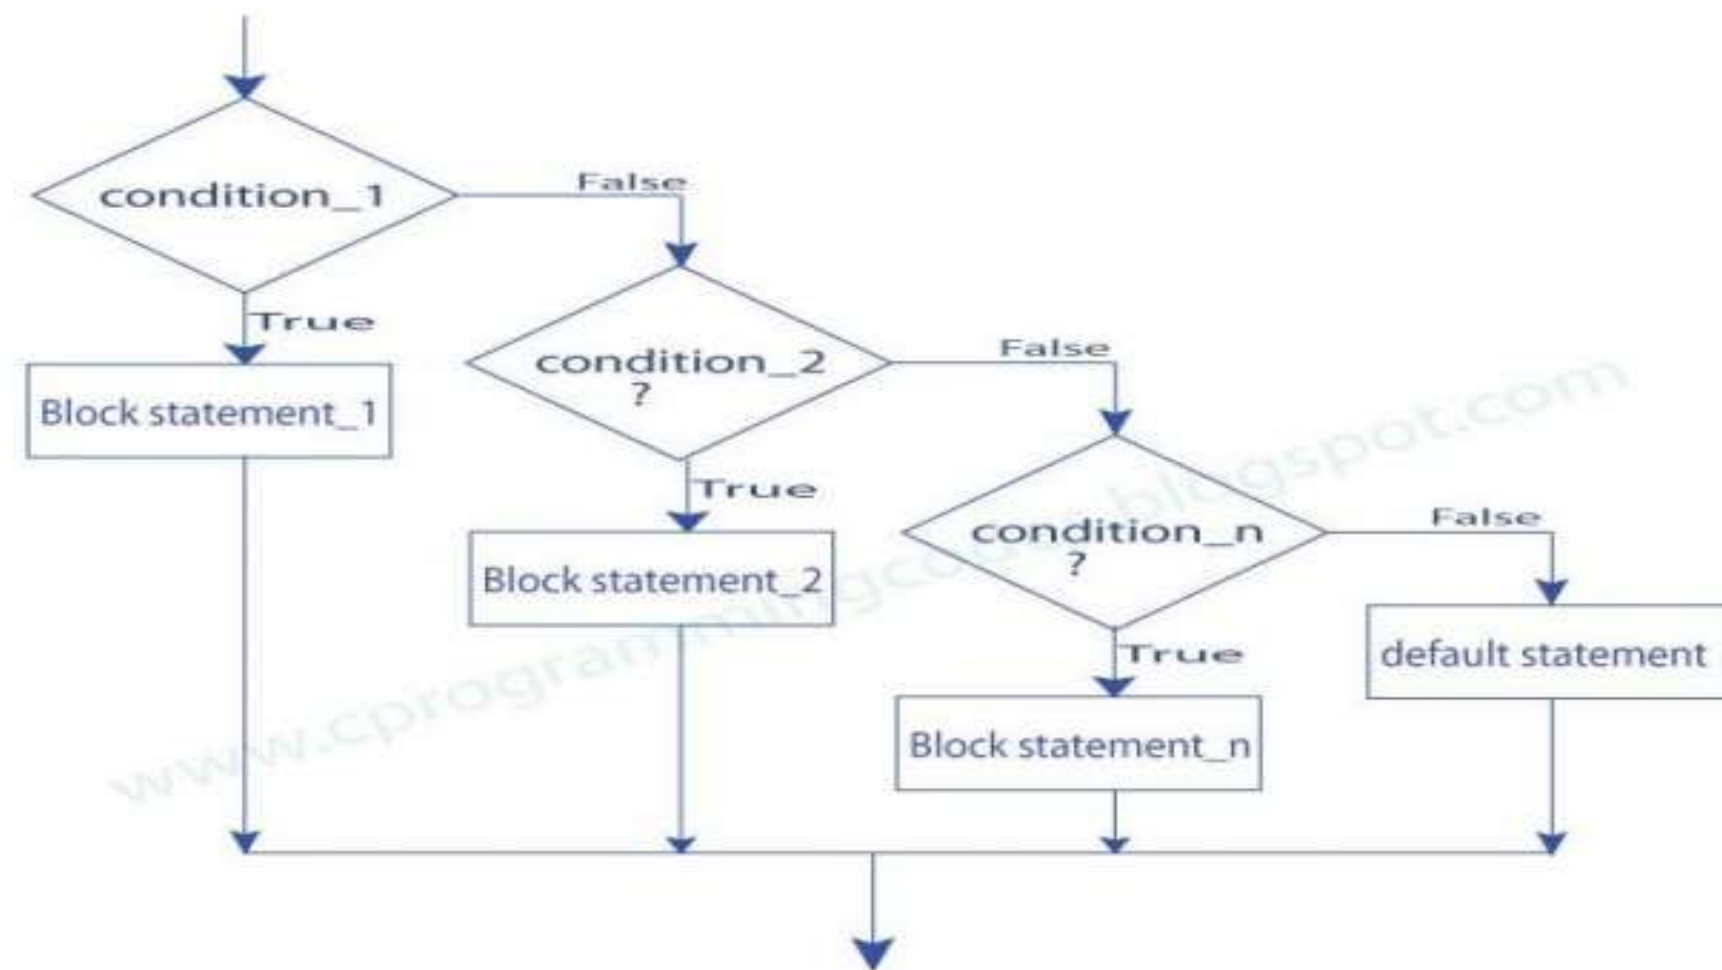 condition_1
False
True
Block statement_1
condition_2
?
False
True
Block statement_2
condition_n
?
False
True
Block statement_n
default statement